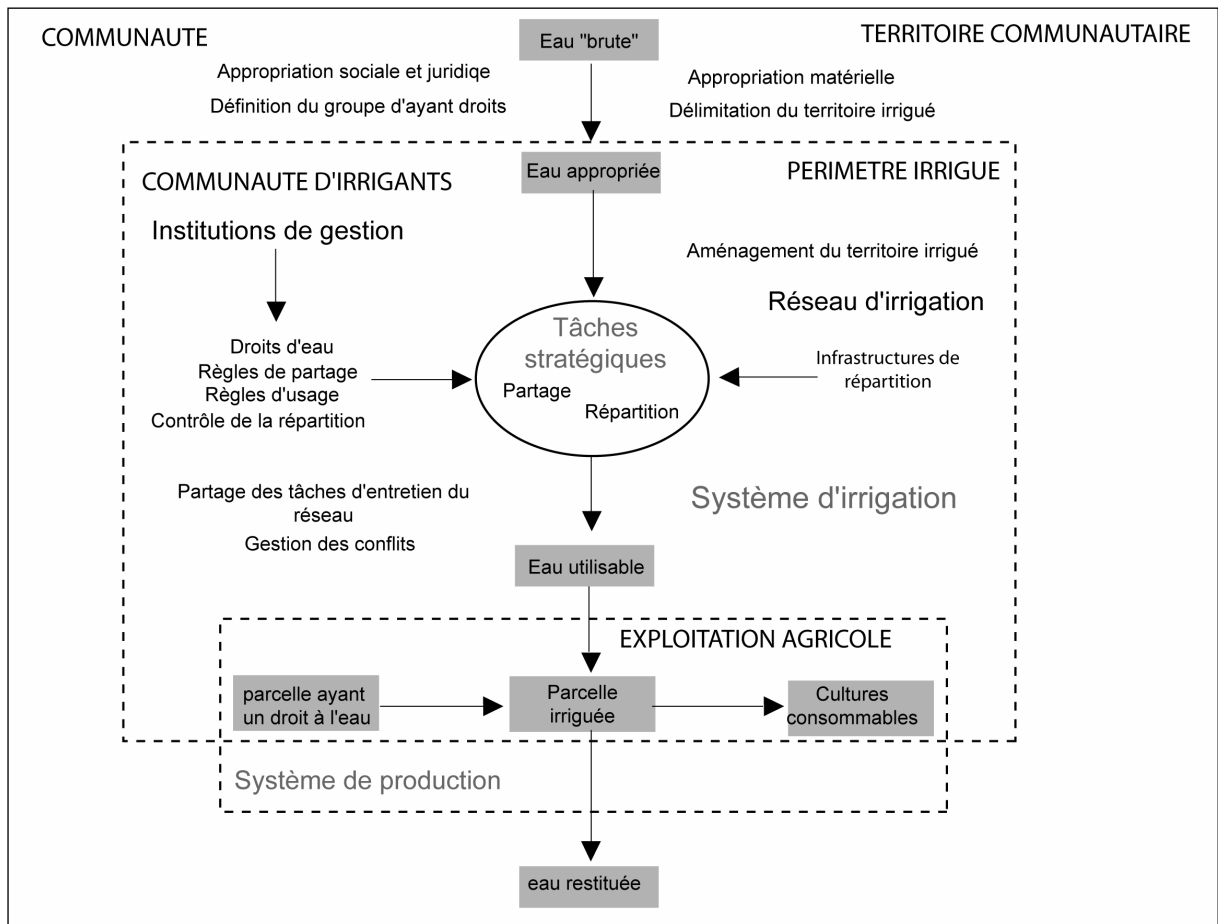 COMMUNAUTE
Eau "brute"
TERRITOIRE COMMUNAUTAIRE
Appropriation sociale et juridiqe
Définition du groupe d'ayant droits
Appropriation matérielle
Délimitation du territoire irrigué
COMMUNAUTE D'IRRIGANTS
Eau appropriée
PERIMETRE IRRIGUE
Institutions de gestion
Aménagement du territoire irrigué
Réseau d'irrigation
Droits d'eau
Règles de partage
Règles d'usage
Contrôle de la répartition
Tâches
stratégiques
Partage
Répartition
Infrastructures de
répartition
Partage des tâches d'entretien du
réseau
Gestion des conflits
Système d'irrigation
Eau utilisable
EXPLOITATION AGRICOLE
parcelle ayant
un droit à l'eau
Parcelle
irriguée
Cultures
consommables
Système de production
eau restituée